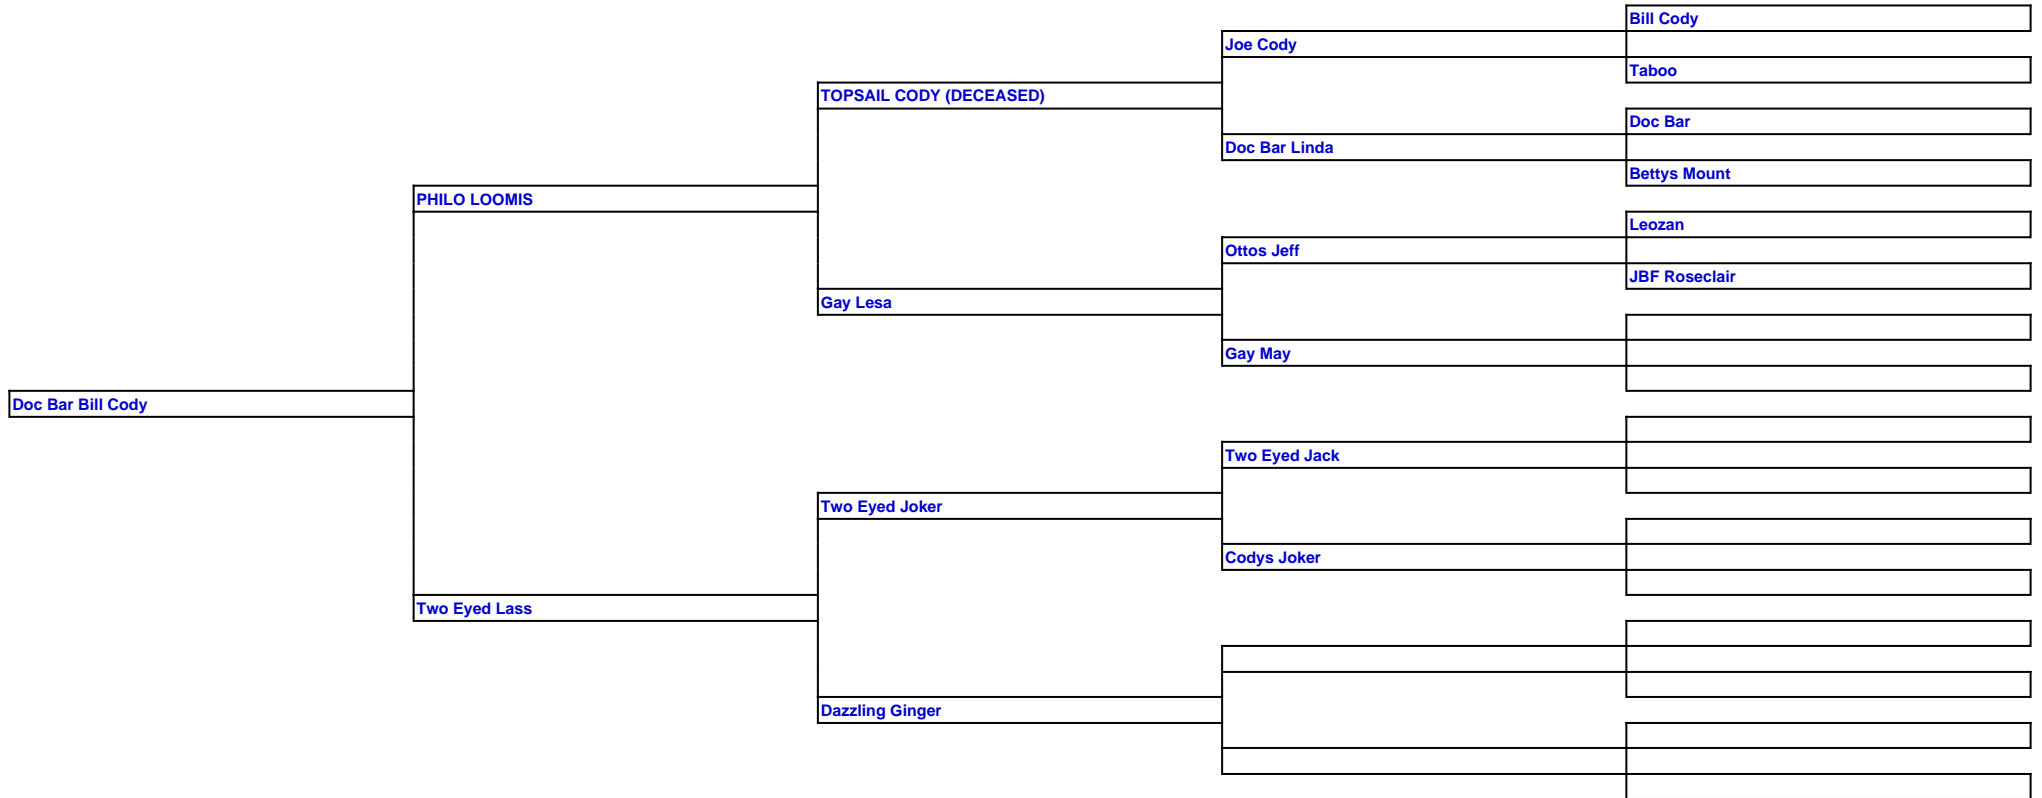 Bill Cody
Joe Cody
Taboo
TOPSAIL CODY (DECEASED)
Doc Bar
Doc Bar Linda
Bettys Mount
PHILO LOOMIS
Leozan
Ottos Jeff
JBF Roseclair
Gay Lesa
Gay May
Doc Bar Bill Cody
Two Eyed Jack
Two Eyed Joker
Codys Joker
Two Eyed Lass
Dazzling Ginger